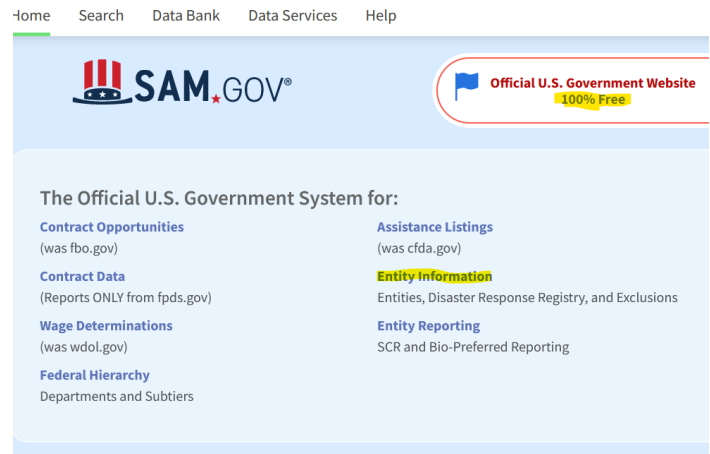 Home Search Data Bank Data Services Help
SAM.GOV®
Official U.S. Government Website
100% Free
The Official U.S. Government System for:
Contract Opportunities
(was fbo.gov)
Contract Data
(Reports ONLY from fpds.gov)
Wage Determinations
(was wdol.gov)
Federal Hierarchy
Departments and Subtiers
Assistance Listings
(was cfda.gov)
Entity Information
Entities, Disaster Response Registry, and Exclusions
Entity Reporting
SCR and Bio-Preferred Reporting